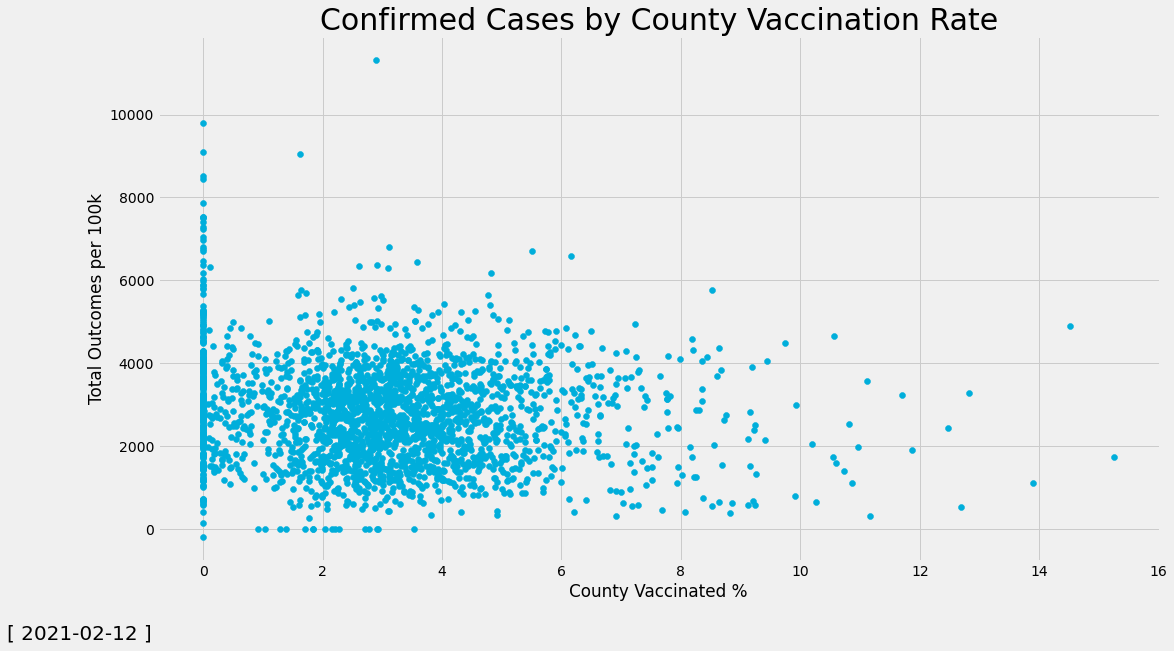 Confirmed Cases by County Vaccination Rate
Total Outcomes per 100k
10000
8000
6000
4000
2000
0
0 2 4 6 8 10 12 14 16
County Vaccinated %
[ 2021-02-12 ]